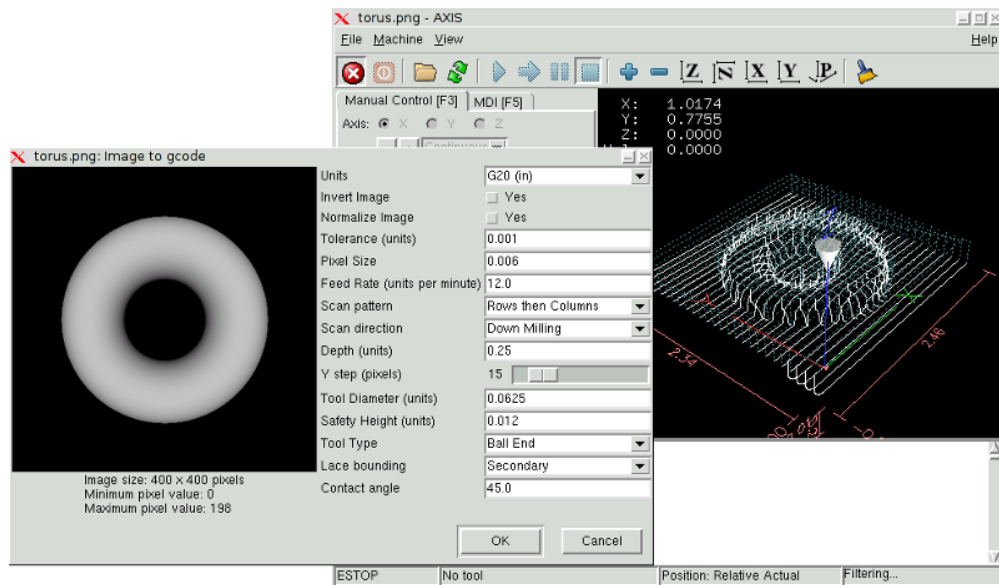 torus.png - AXIS
File Machine View Help
Z N X Y P
Manual Control [F3] MDI [F5]
Axis: X Y Z
Continuous
X: 1.0174
Y: 0.7755
Z: 0.0000
0.0000
2.34
2.46
torus.png: Image to gcode
Units G20 (in)
Invert Image Yes
Normalize Image Yes
Tolerance (units) 0.001
Pixel Size 0.006
Feed Rate (units per minute) 12.0
Scan pattern Rows then Columns
Scan direction Down Milling
Depth (units) 0.25
Y step (pixels) 15
Tool Diameter (units) 0.0625
Safety Height (units) 0.012
Tool Type Ball End
Lace bounding Secondary
Contact angle 45.0
Image size: 400 x 400 pixels
Minimum pixel value: 0
Maximum pixel value: 198
OK Cancel
ESTOP No tool Position: Relative Actual Filtering...